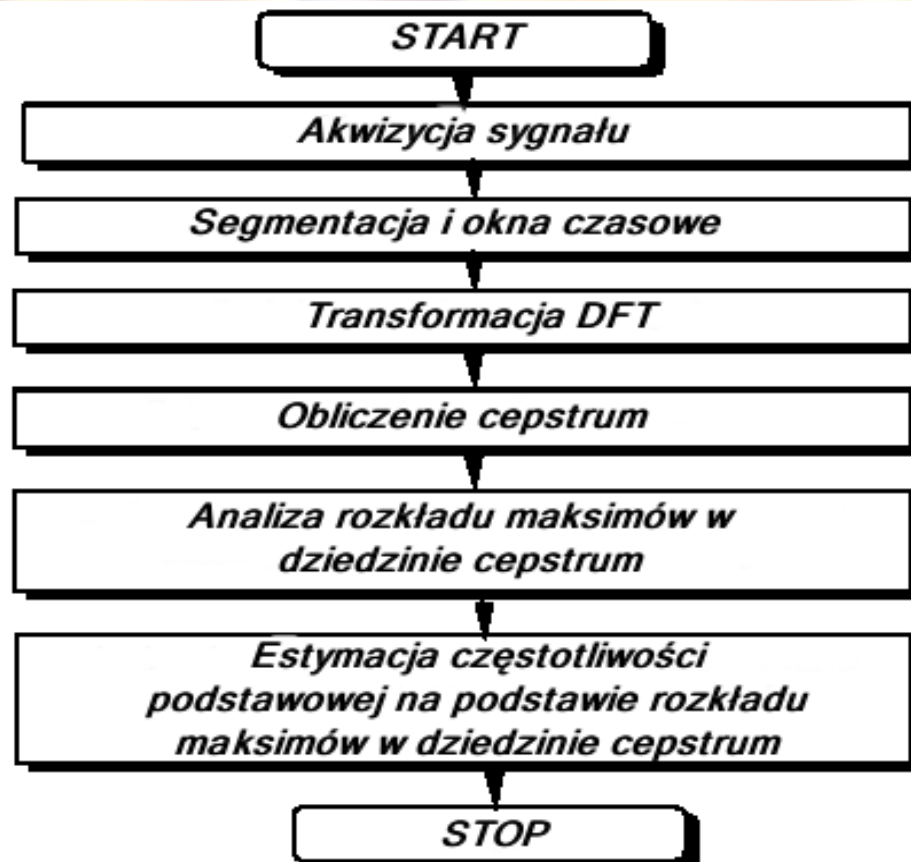 START
Akwizycja sygnału
Segmentacja i okna czasowe
Transformacja DFT
Obliczenie cepstrum
Analiza rozkładu maksimów w
dziedzinie cepstrum
Estymacja częstotliwości
podstawowej na podstawie rozkładu
maksimów w dziedzinie cepstrum
STOP